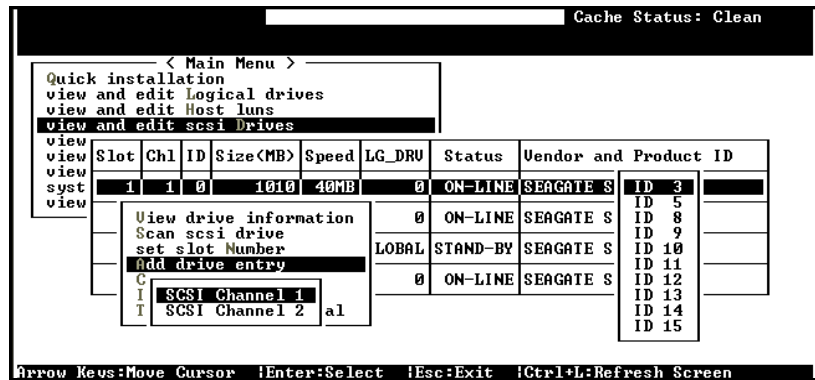 Cache Status: Clean
< Main Menu >
Quick installation
view and edit Logical drives
view and edit Host luns
view and edit scsi Drives
view
view
view
syst
view
Slot Chl ID Size(MB) Speed LG_DRV Status Vendor and Product ID
1 1 0 1010 40MB 0 ON-LINE SEAGATE S
0 ON-LINE SEAGATE S
LOBAL STAND-BY SEAGATE S
0 ON-LINE SEAGATE S
View drive information
Scan scsi drive
set slot Number
Add drive entry
C
I
T al
SCSI Channel 1
SCSI Channel 2
ID 3
ID 5
ID 8
ID 9
ID 10
ID 11
ID 12
ID 13
ID 14
ID 15
Arrow Keys:Move Cursor |Enter:Select |Esc:Exit |Ctrl+L:Refresh Screen